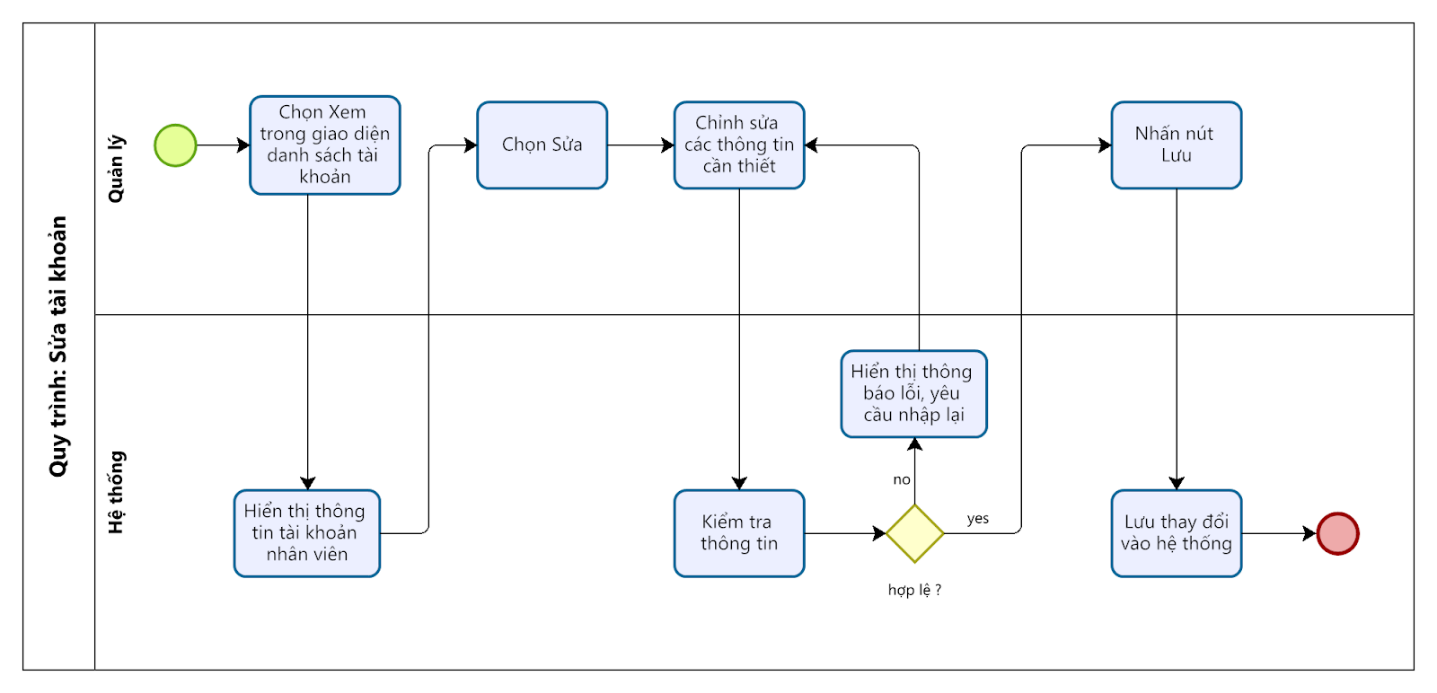 Quy trình: Sửa tài khoản
Quản lý
Chọn Xem
trong giao diện
danh sách tài
khoản
Chọn Sửa
Chỉnh sửa
các thông tin
cần thiết
Nhấn nút
Lưu
Hệ thống
Hiển thị thông
tin tài khoản
nhân viên
Kiểm tra
thông tin
hợp lệ ?
no
Hiển thị thông
báo lỗi, yêu
cầu nhập lại
yes
Lưu thay đổi
vào hệ thống